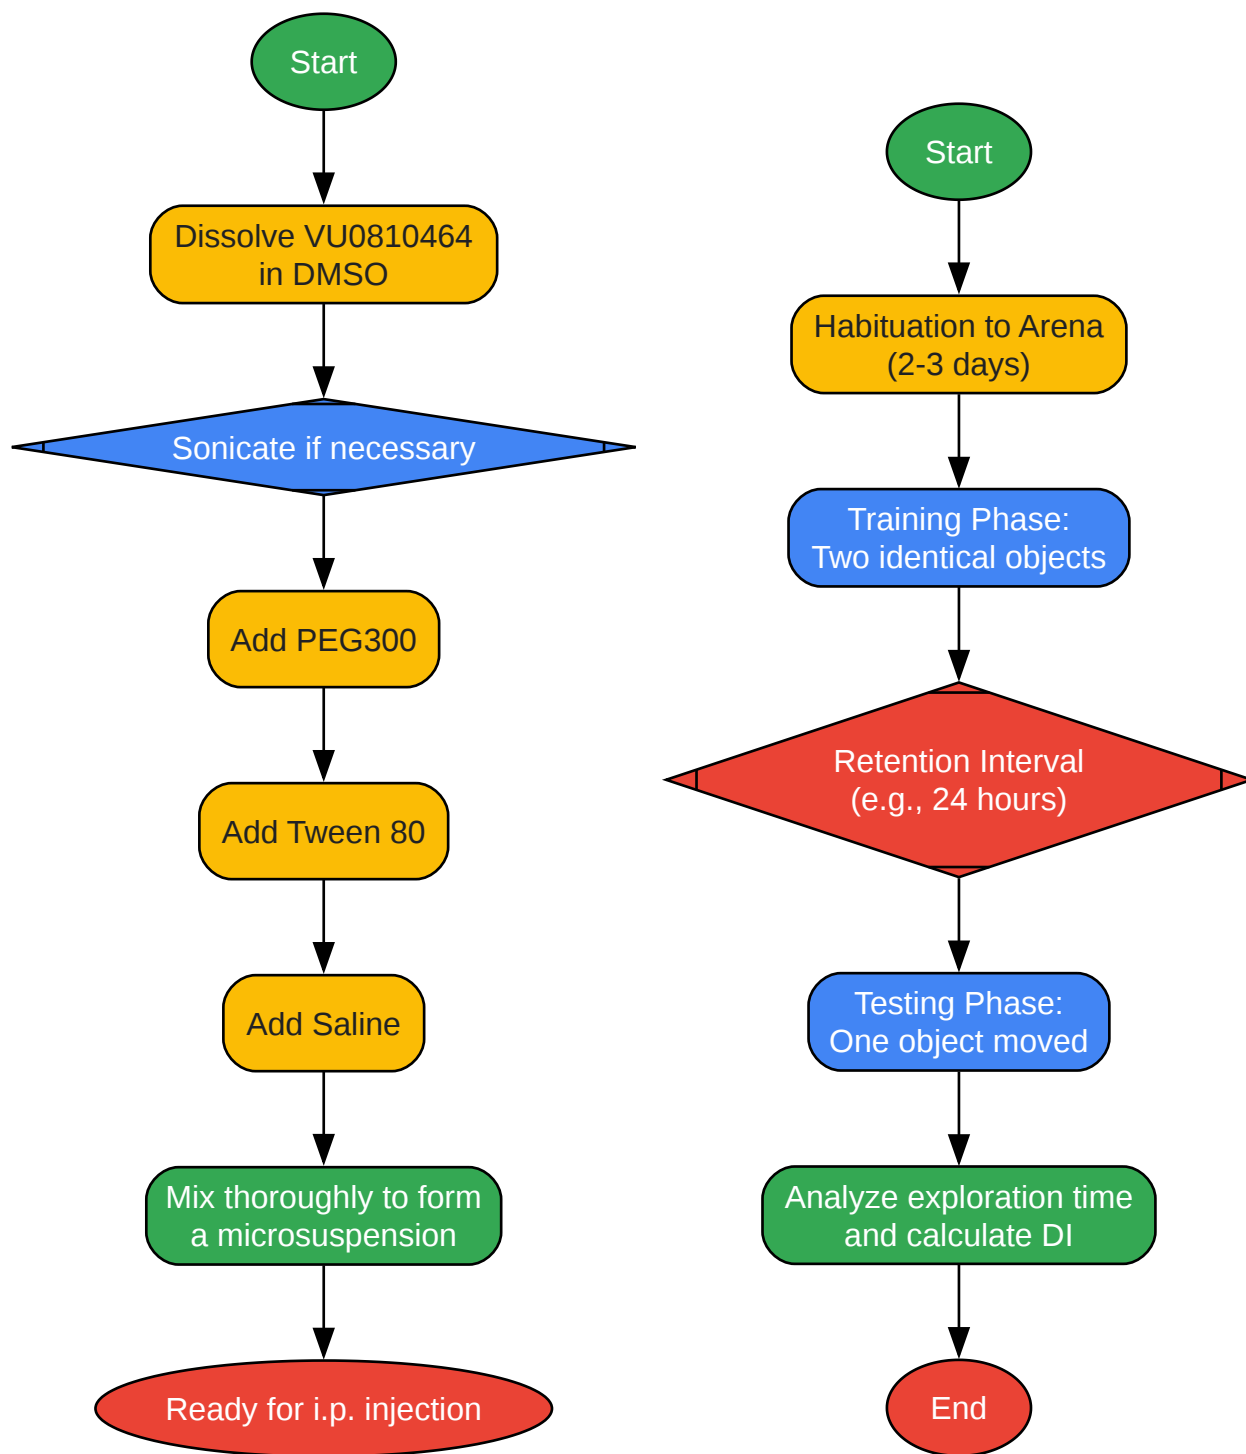 Start
Dissolve VU0810464
in DMSO
Sonicate if necessary
Add PEG300
Add Tween 80
Add Saline
Mix thoroughly to form
a microsuspension
Ready for i.p. injection
Start
Habituation to Arena
(2-3 days)
Training Phase:
Two identical objects
Retention Interval
(e.g., 24 hours)
Testing Phase:
One object moved
Analyze exploration time
and calculate DI
End